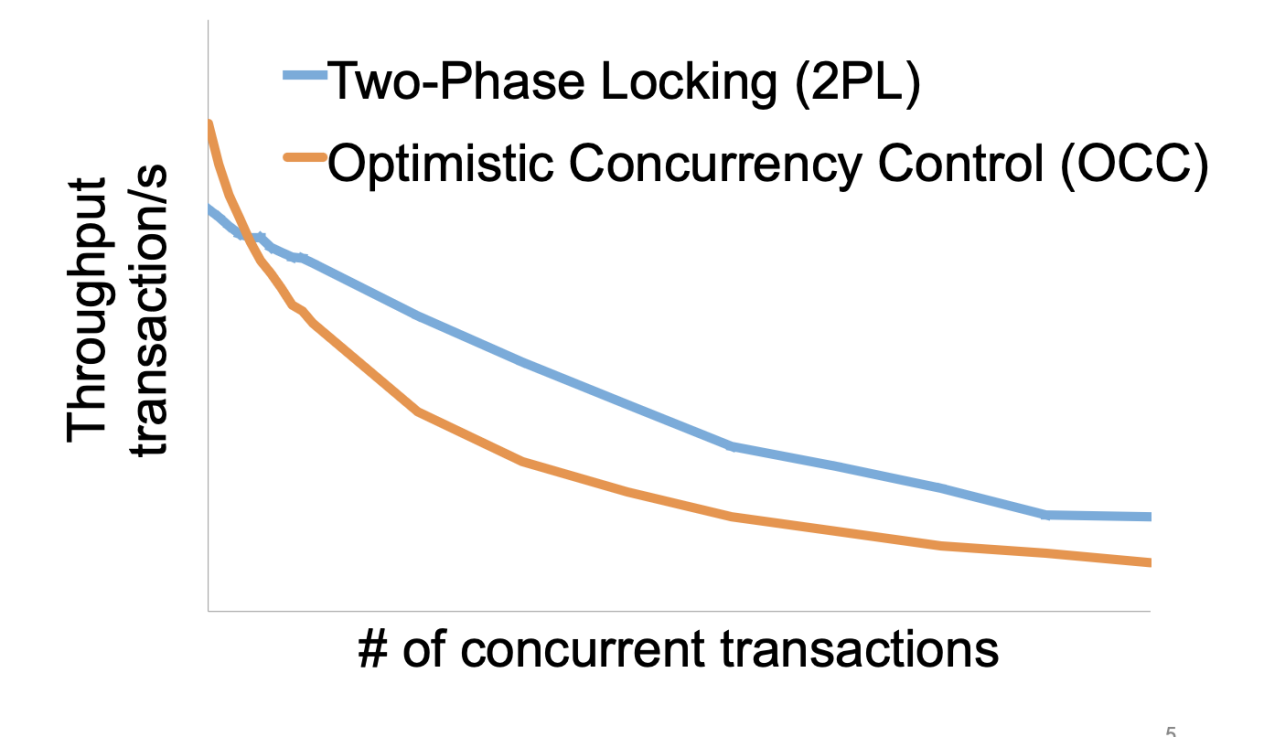 Two-Phase Locking (2PL)
Optimistic Concurrency Control (OCC)
Throughput
transaction/s
# of concurrent transactions
5